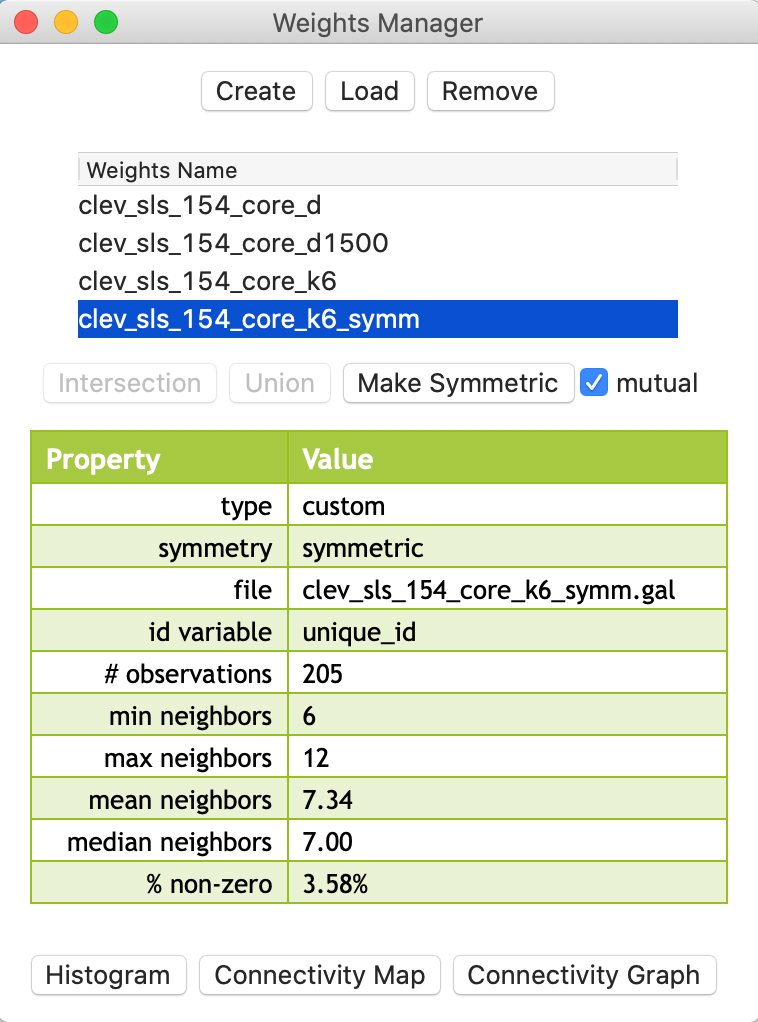 Weights Manager
Create Load Remove
Weights Name
clev_sls_154_core_d
clev_sls_154_core_d1500
clev_sls_154_core_k6
clev_sls_154_core_k6_symm
Intersection Union Make Symmetric mutual
Property Value
type custom
symmetry symmetric
file clev_sls_154_core_k6_symm.gal
id variable unique_id
# observations 205
min neighbors 6
max neighbors 12
mean neighbors 7.34
median neighbors 7.00
% non-zero 3.58%
Histogram Connectivity Map Connectivity Graph